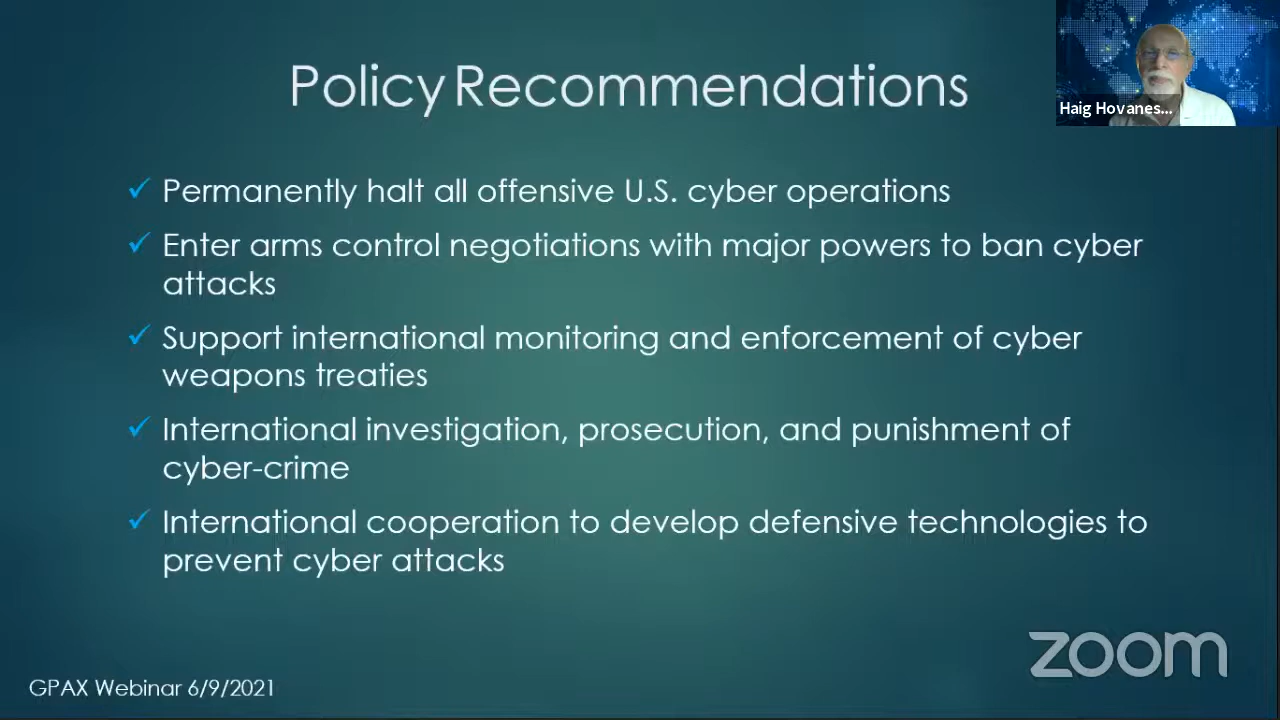 Policy Recommendations
Haig Hovanes...
✓ Permanently halt all offensive U.S. cyber operations
✓ Enter arms control negotiations with major powers to ban cyber
attacks
✓ Support international monitoring and enforcement of cyber
weapons treaties
✓ International investigation, prosecution, and punishment of
cyber-crime
✓ International cooperation to develop defensive technologies to
prevent cyber attacks
zoom
GPAX Webinar 6/9/2021